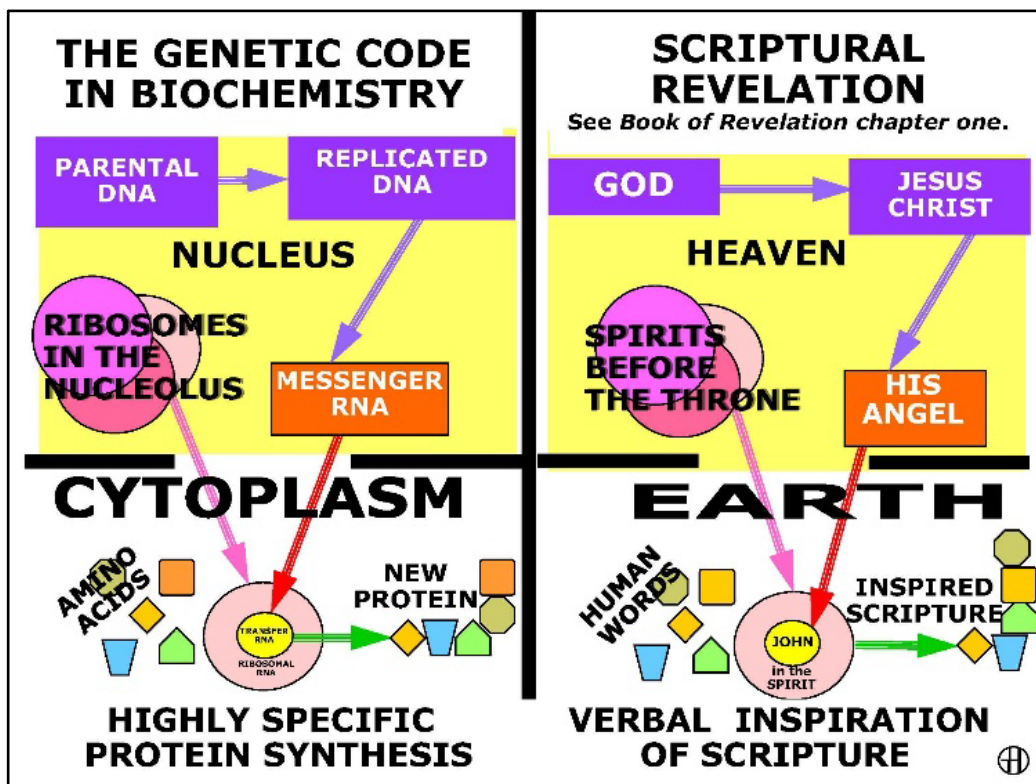 THE GENETIC CODE
IN BIOCHEMISTRY
PARENTAL
DNA
REPLICATED
DNA
NUCLEUS
RIBOSOMES
IN THE
NUCLEOLUS
MESSENGER
RNA
CYTOPLASM
AMINO
ACIDS
NEW
PROTEIN
TRANSFER
RNA
RIBOSOMAL
RNA
HIGHLY SPECIFIC
PROTEIN SYNTHESIS
SCRIPTURAL
REVELATION
See Book of Revelation chapter one.
GOD
JESUS
CHRIST
HEAVEN
SPIRITS
BEFORE
THE THRONE
HIS
ANGEL
EARTH
HUMAN
WORDS
INSPIRED
SCRIPTURE
JOHN
in the
SPIRIT
VERBAL INSPIRATION
OF SCRIPTURE